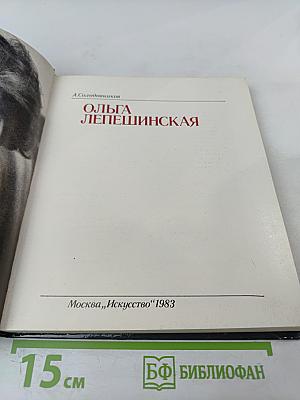 А.Солодовников
ОЛЬГА
ЛЕПЕШИНСКАЯ
Москва „Искусство" 1983
15 см
БФ БИБЛИОФАН